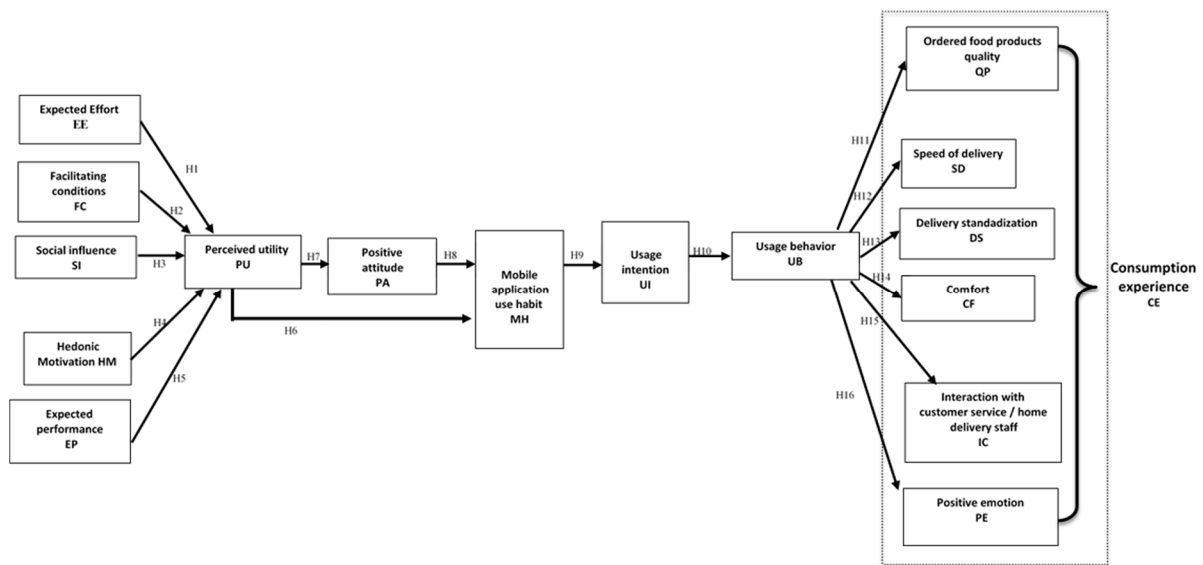 Expected Effort
EE
H1
Facilitating
conditions
FC
H2
Social influence
SI
H3
Hedonic
Motivation HM
H4
Expected
performance
EP
H5
Perceived utility
PU
H6
H7
Positive
attitude
PA
H8
Mobile
application
use habit
MH
H9
Usage
intention
UI
H10
Usage behavior
UB
H11
H12
H13
H14
H15
H16
Ordered food products
quality
QP
Speed of delivery
SD
Delivery standadization
DS
Comfort
CF
Interaction with
customer service / home
delivery staff
IC
Positive emotion
PE
Consumption
experience
CE